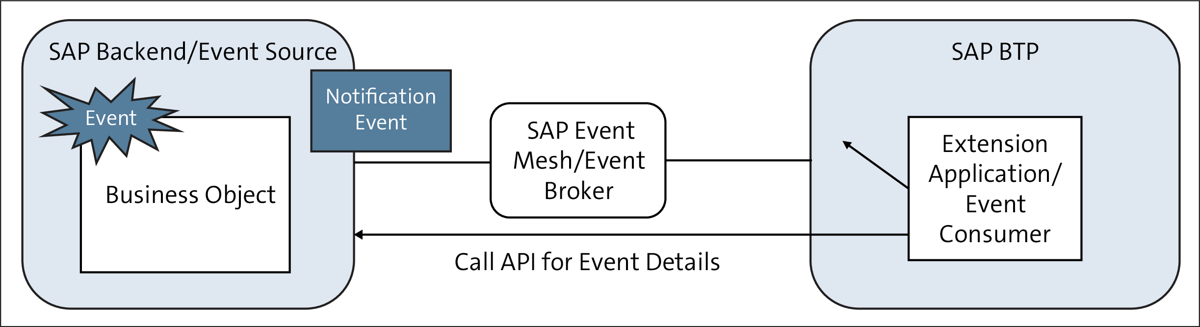 SAP Backend/Event Source
Event
Business Object
Notification
Event
SAP Event
Mesh/Event
Broker
Call API for Event Details
SAP BTP
Extension
Application/
Event
Consumer